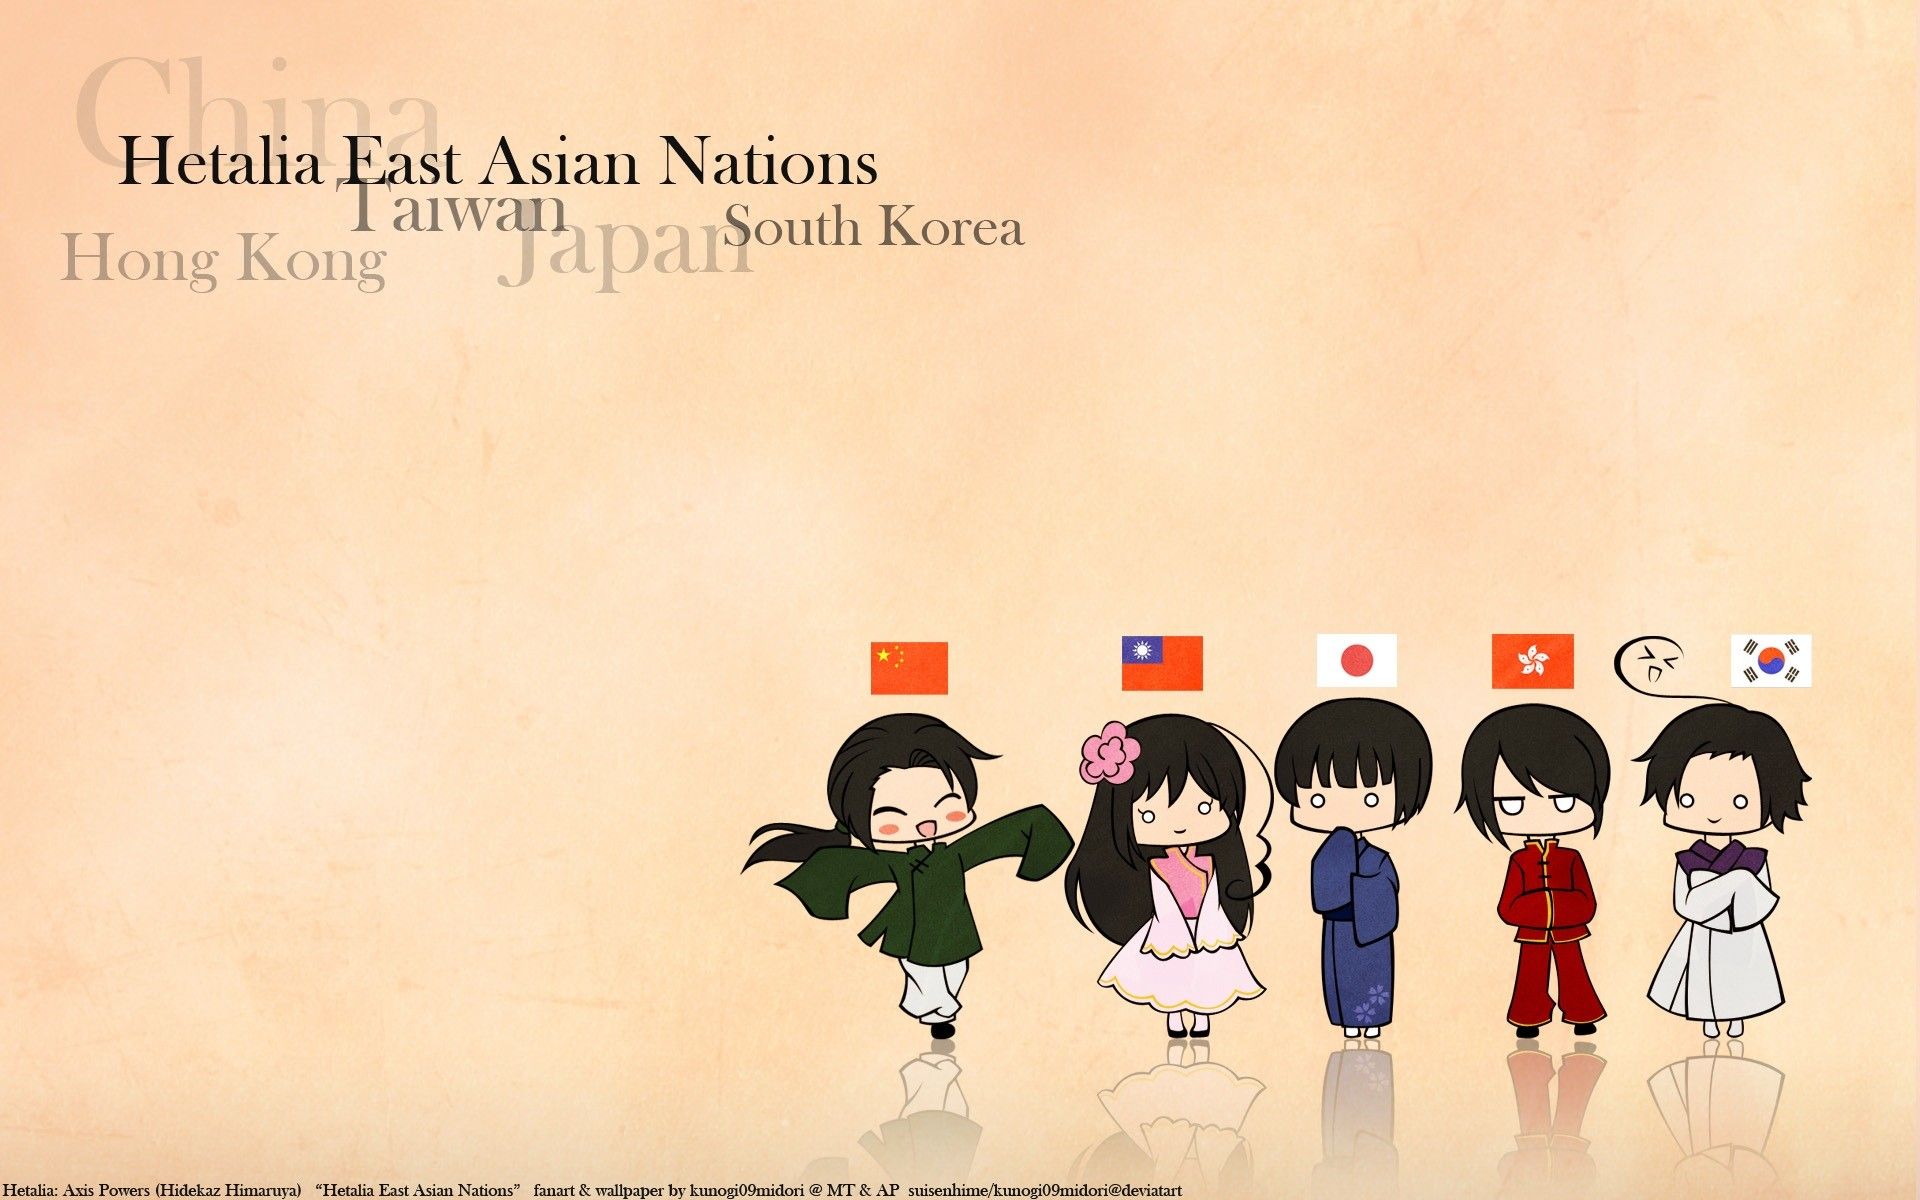 China
Hetalia East Asian Nations
Taiwan
South Korea
Japan
Hong Kong
Hetalia: Axis Powers (Hidekaz Himaruya) “Hetalia East Asian Nations” fanart & wallpaper by kunogi09midori @ MT & AP suisenhime/kunogi09midori@deviatart